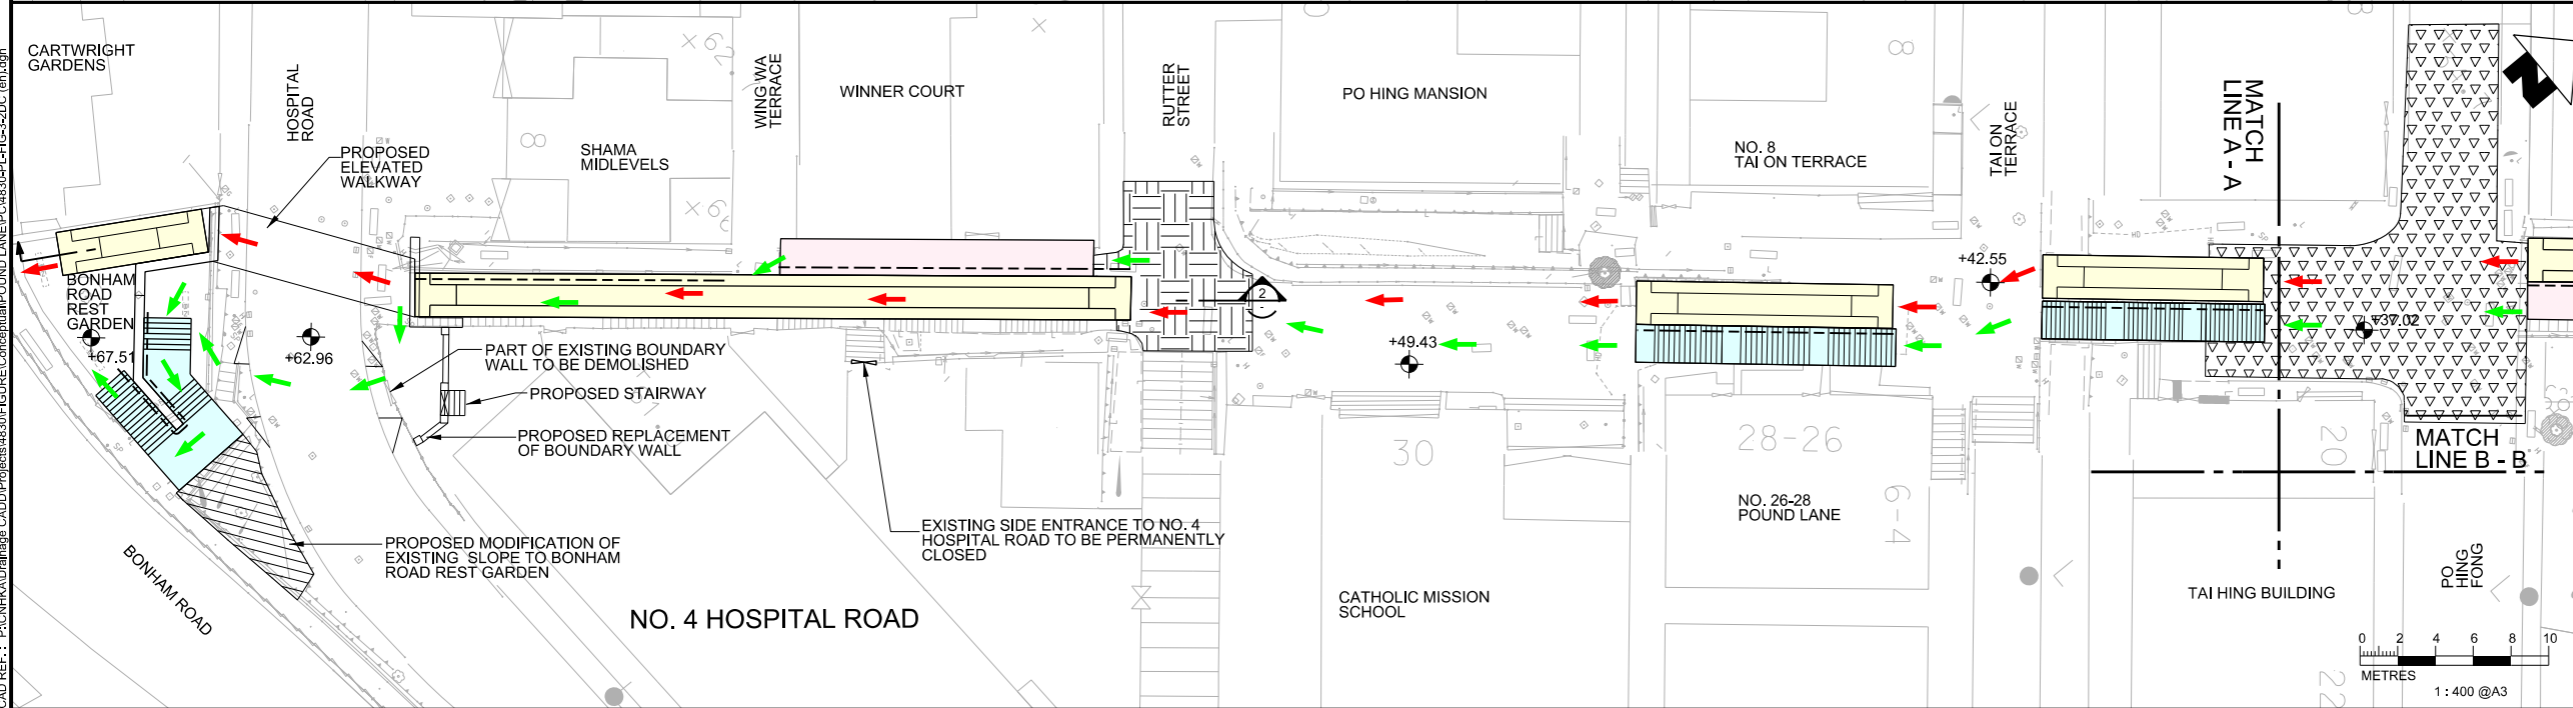 CARTWRIGHT
GARDENS
HOSPITAL
ROAD
PROPOSED
ELEVATED
WALKWAY
SHAMA
MIDLEVELS
WING WA
TERRACE
WINNER COURT
RUTTER
STREET
PO HING MANSION
NO. 8
TAI ON TERRACE
TAI ON
TERRACE
MATCH
LINE A - A
BONHAM
ROAD
REST
GARDEN
+67.51
+62.96
+49.43
+42.55
+37.02
2
-
PART OF EXISTING BOUNDARY
WALL TO BE DEMOLISHED
PROPOSED STAIRWAY
PROPOSED REPLACEMENT
OF BOUNDARY WALL
PROPOSED MODIFICATION OF
EXISTING SLOPE TO BONHAM
ROAD REST GARDEN
BONHAM ROAD
NO. 4 HOSPITAL ROAD
EXISTING SIDE ENTRANCE TO NO. 4
HOSPITAL ROAD TO BE PERMANENTLY
CLOSED
30
CATHOLIC MISSION
SCHOOL
28-26
NO. 26-28
POUND LANE
6-4
20
22
MATCH
LINE B - B
TAI HING BUILDING
PO
HING
FONG
0 2 4 6 8 10
METRES
1 : 400 @A3
N
8
8